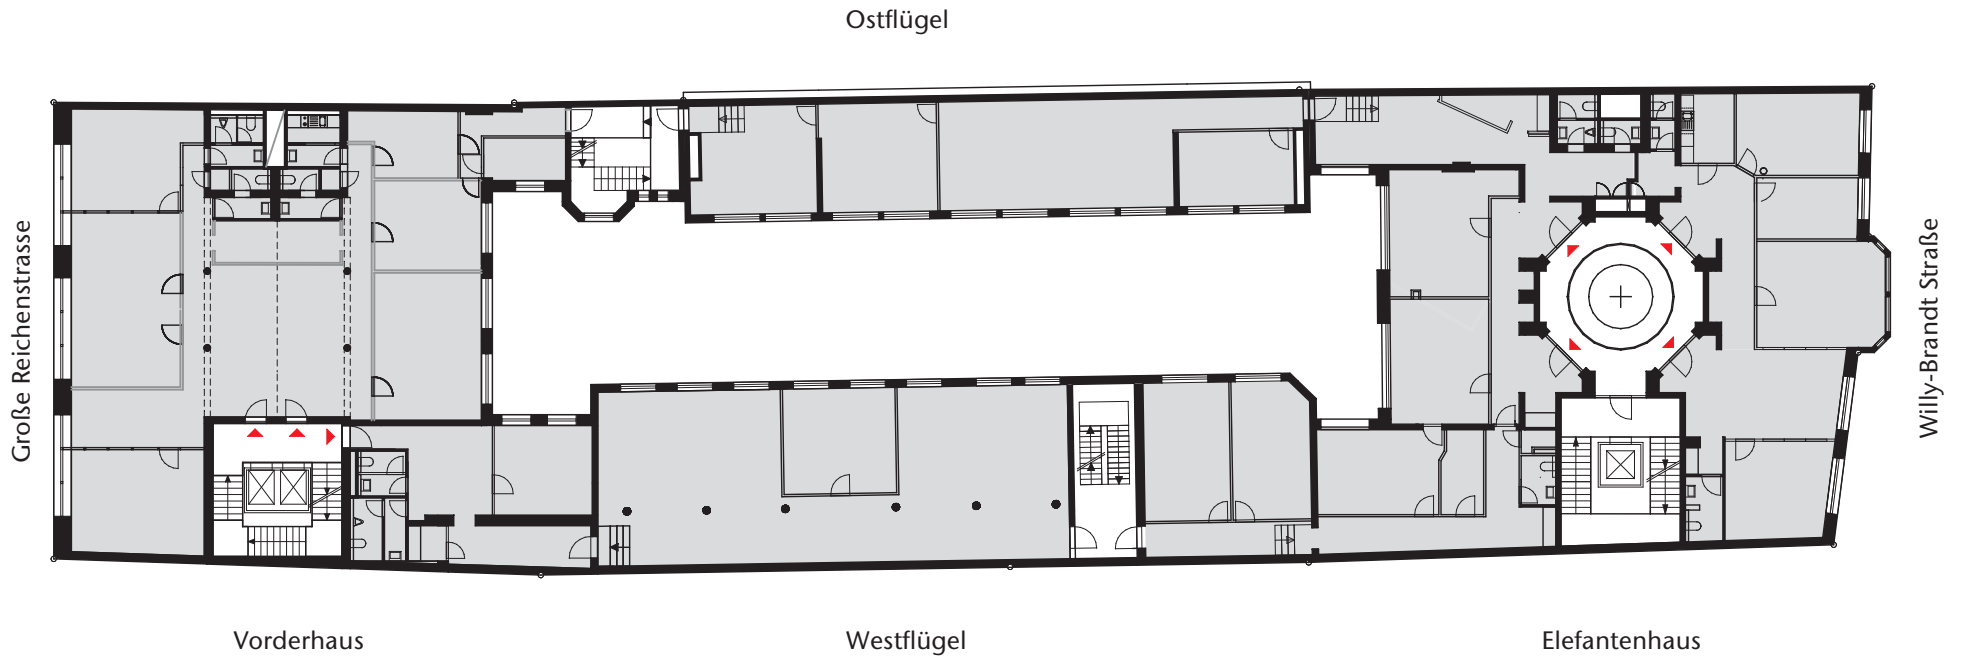 Ostflügel
Große Reichenstrasse
Willy-Brandt Straße
Vorderhaus
Westflügel
Elefantenhaus